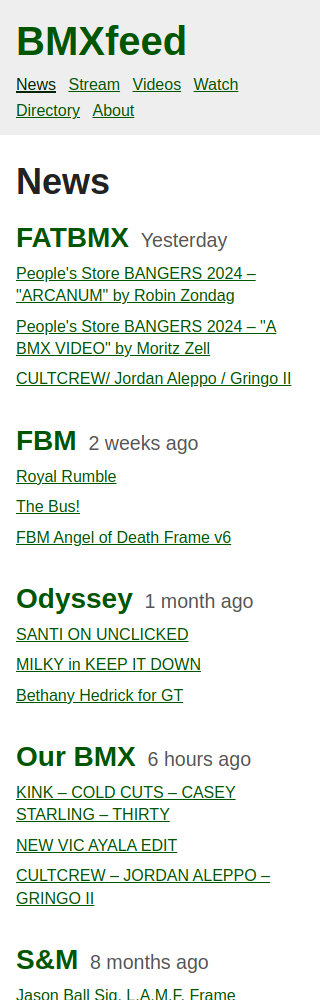 BMXfeed
News Stream Videos Watch
Directory About
News
FATBMX Yesterday
People's Store BANGERS 2024 –
"ARCANUM" by Robin Zondag
People's Store BANGERS 2024 – "A
BMX VIDEO" by Moritz Zell
CULTCREW/ Jordan Aleppo / Gringo II
FBM 2 weeks ago
Royal Rumble
The Bus!
FBM Angel of Death Frame v6
Odyssey 1 month ago
SANTI ON UNCLICKED
MILKY in KEEP IT DOWN
Bethany Hedrick for GT
Our BMX 6 hours ago
KINK – COLD CUTS – CASEY
STARLING – THIRTY
NEW VIC AYALA EDIT
CULTCREW – JORDAN ALEPPO –
GRINGO II
S&M 8 months ago
Jason Ball Sig. L.A.M.F. Frame